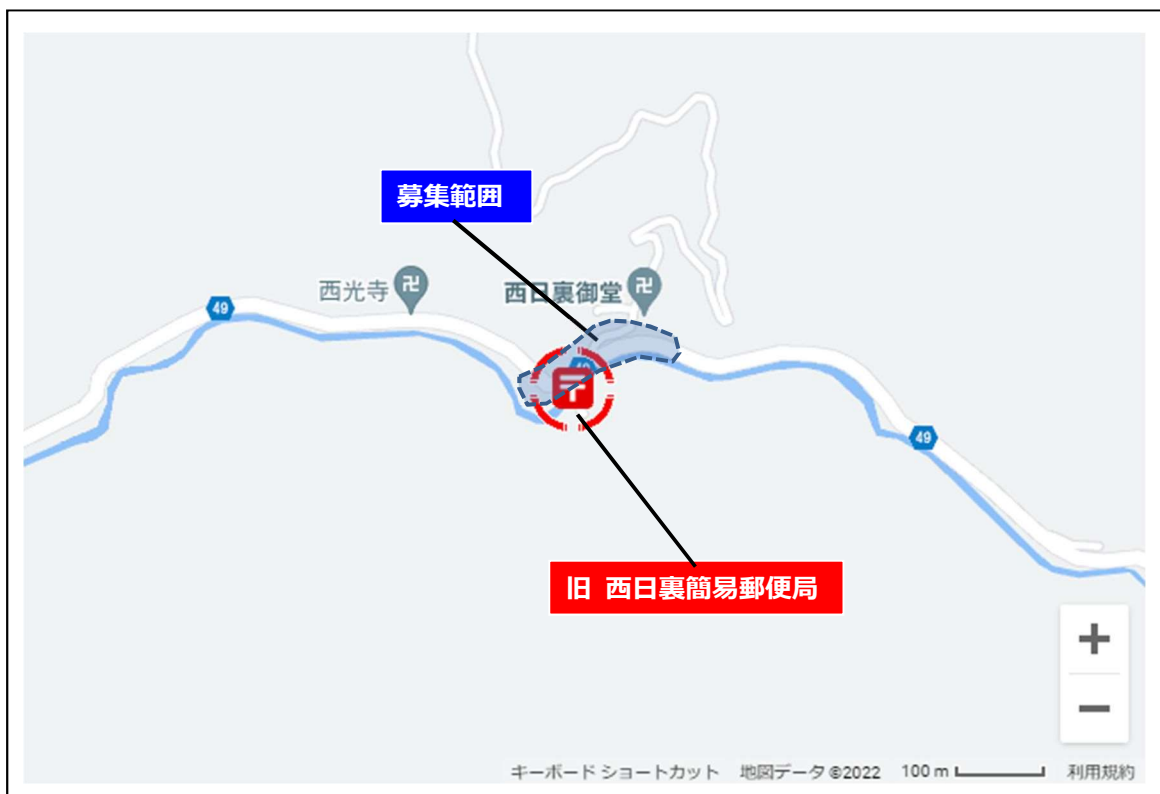 募集範囲
西光寺
西日裏御堂
49
49
49
旧 西日裏簡易郵便局
キーボード ショートカット 地図データ ©2022 100 m 利用規約